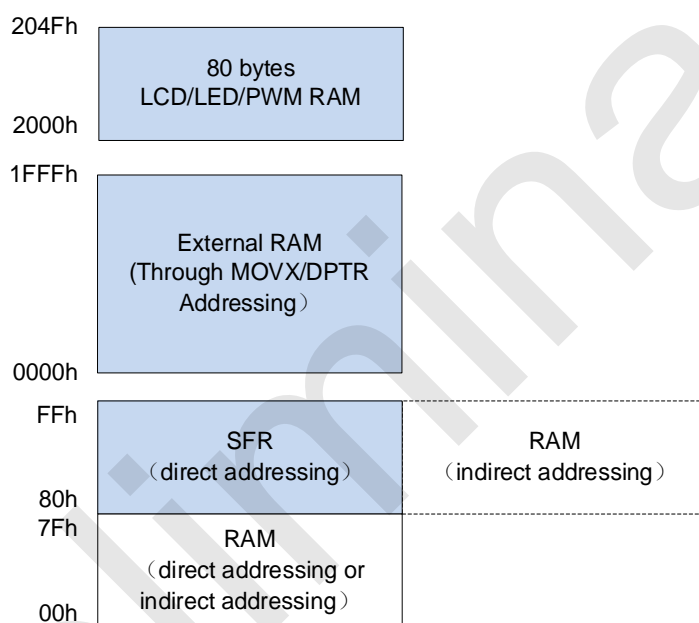 204Fh
80 bytes
LCD/LED/PWM RAM
2000h
1FFFh
External RAM
(Through MOVX/DPTR
Addressing）
0000h
FFh
SFR
（direct addressing）
RAM
（indirect addressing）
80h
7Fh
RAM
（direct addressing or
indirect addressing）
00h